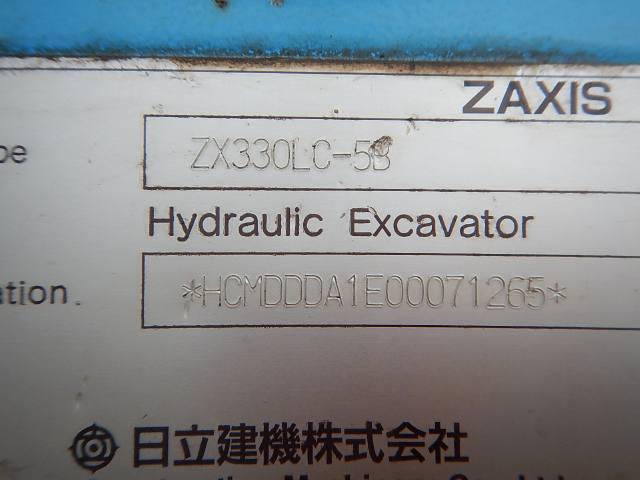 ZAXIS
pe
ZX330LC-5B
Hydraulic Excavator
ation.
*HCMDDDA1E00071265*
日立建機株式会社